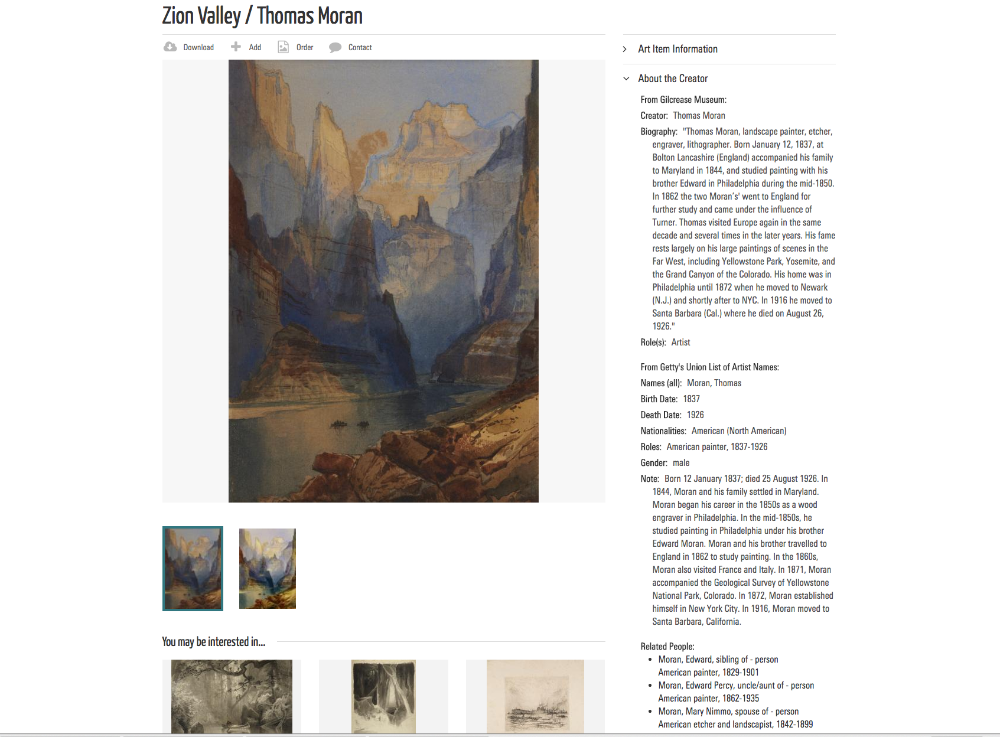 Zion Valley / Thomas Moran
Download
Add
Order
Contact
Art Item Information
About the Creator
From Gilcrease Museum:
Creator: Thomas Moran
Biography: "Thomas Moran, landscape painter, etcher,
engraver, lithographer. Born January 12, 1837, at
Bolton Lancashire (England) accompanied his family
to Maryland in 1844, and studied painting with his
brother Edward in Philadelphia during the mid-1850.
In 1862 the two Moran's' went to England for
further study and came under the influence of
Turner. Thomas visited Europe again in the same
decade and several times in the later years. His fame
rests largely on his large paintings of scenes in the
Far West, including Yellowstone Park, Yosemite, and
the Grand Canyon of the Colorado. His home was in
Philadelphia until 1872 when he moved to Newark
(N.J.) and shortly after to NYC. In 1916 he moved to
Santa Barbara (Cal.) where he died on August 26,
1926."
Role(s): Artist
From Getty's Union List of Artist Names:
Names (all): Moran, Thomas
Birth Date: 1837
Death Date: 1926
Nationalities: American (North American)
Roles: American painter, 1837-1926
Gender: male
Note: Born 12 January 1837; died 25 August 1926. In
1844, Moran and his family settled in Maryland.
Moran began his career in the 1850s as a wood
engraver in Philadelphia. In the mid-1850s, he
studied painting in Philadelphia under his brother
Edward Moran. Moran and his brother travelled to
England in 1862 to study painting. In the 1860s,
Moran also visited France and Italy. In 1871, Moran
accompanied the Geological Survey of Yellowstone
National Park, Colorado. In 1872, Moran established
himself in New York City. In 1916, Moran moved to
Santa Barbara, California.
Related People:
• Moran, Edward, sibling of - person
American painter, 1829-1901
• Moran, Edward Percy, uncle/aunt of - person
American painter, 1862-1935
• Moran, Mary Nimmo, spouse of - person
American etcher and landscapist, 1842-1899
You may be interested in...